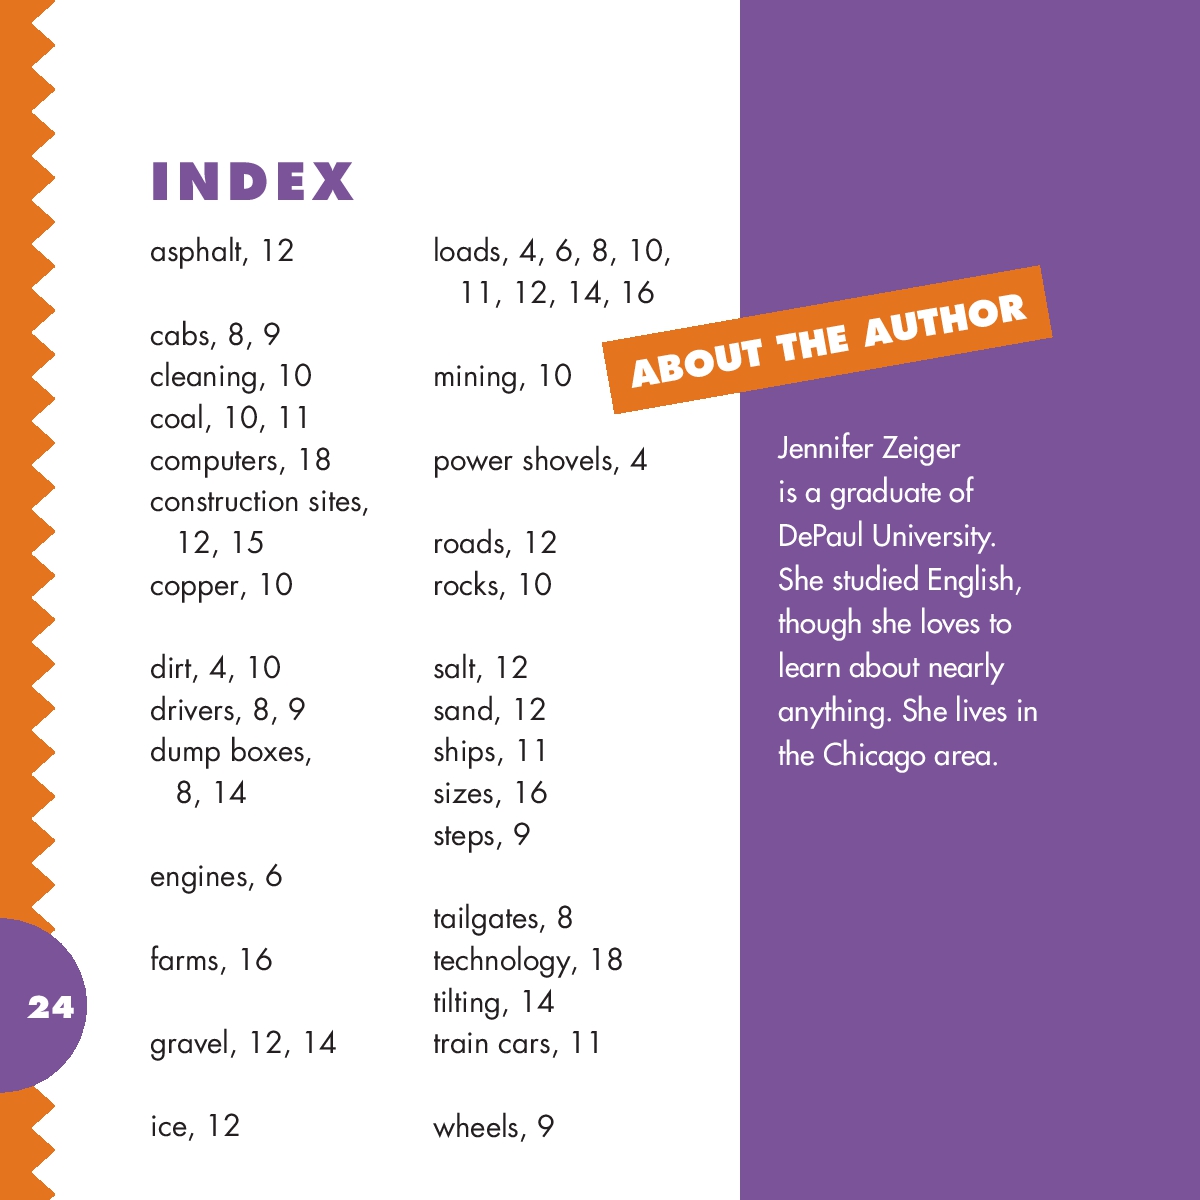 INDEX
asphalt, 12
cabs, 8, 9
cleaning, 10
coal, 10, 11
computers, 18
construction sites,
12, 15
copper, 10
dirt, 4, 10
drivers, 8, 9
dump boxes,
8, 14
engines, 6
farms, 16
gravel, 12, 14
ice, 12
loads, 4, 6, 8, 10,
11, 12, 14, 16
mining, 10
power shovels, 4
roads, 12
rocks, 10
salt, 12
sand, 12
ships, 11
sizes, 16
steps, 9
tailgates, 8
technology, 18
tilting, 14
train cars, 11
wheels, 9
ABOUT THE AUTHOR
Jennifer Zeiger
is a graduate of
DePaul University.
She studied English,
though she loves to
learn about nearly
anything. She lives in
the Chicago area.
24